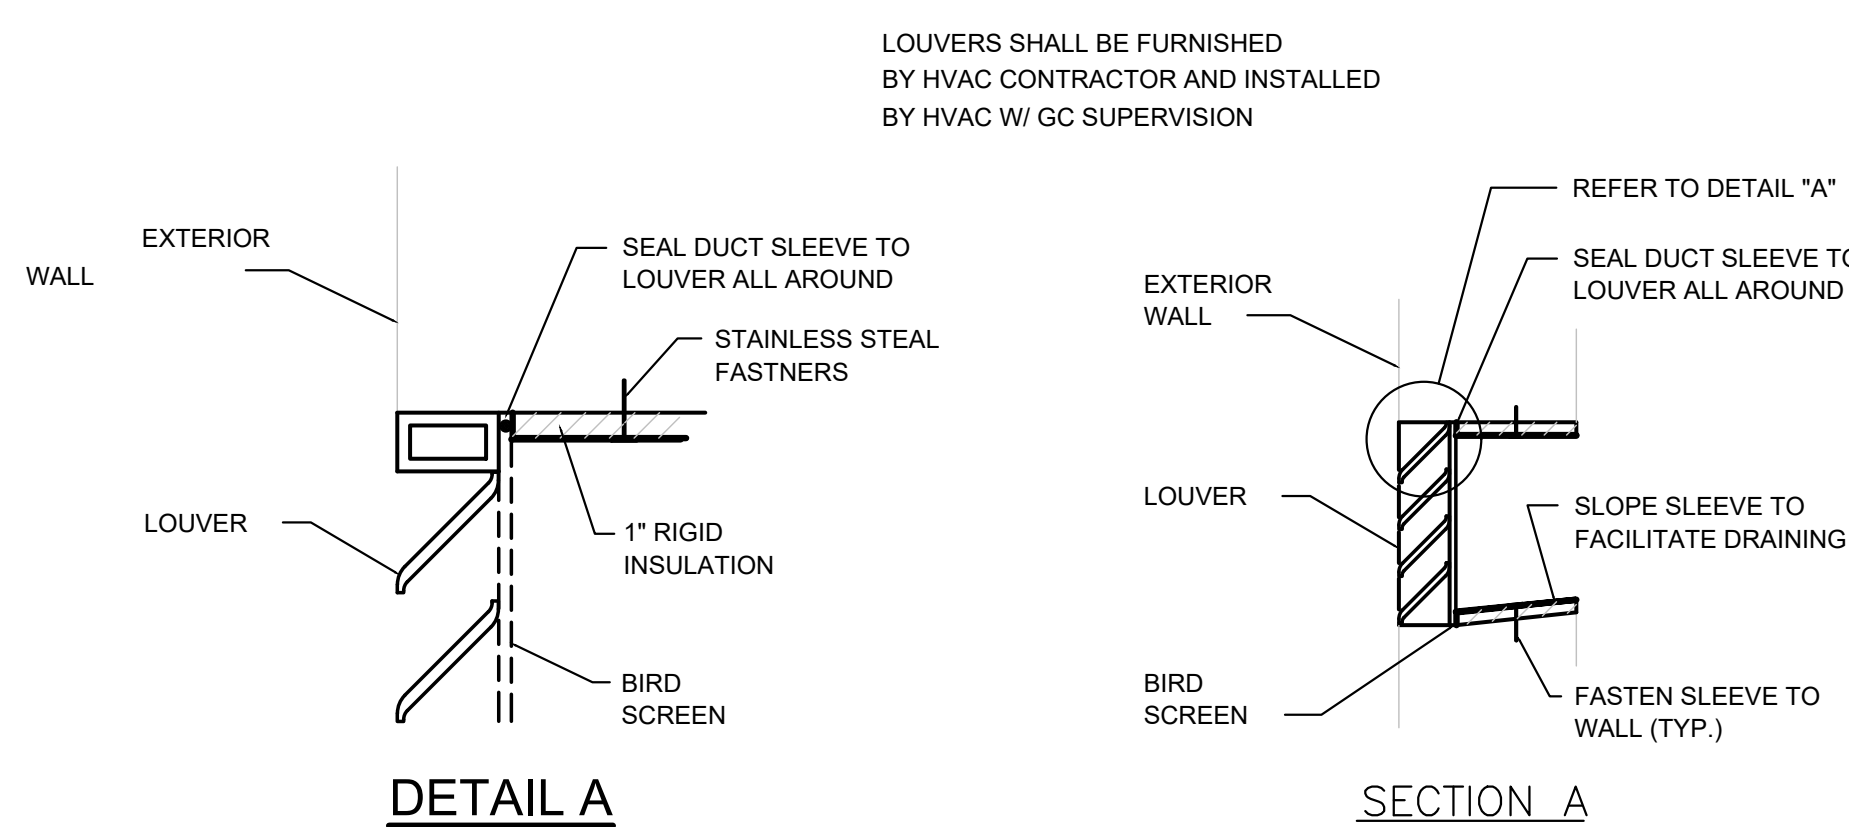 LOUVERS SHALL BE FURNISHED
BY HVAC CONTRACTOR AND INSTALLED
BY HVAC W/ GC SUPERVISION
EXTERIOR
WALL
SEAL DUCT SLEEVE TO
LOUVER ALL AROUND
STAINLESS STEAL
FASTNERS
LOUVER
1" RIGID
INSULATION
BIRD
SCREEN
DETAIL A
REFER TO DETAIL "A"
SEAL DUCT SLEEVE TO
LOUVER ALL AROUND
EXTERIOR
WALL
LOUVER
SLOPE SLEEVE TO
FACILITATE DRAINING
BIRD
SCREEN
FASTEN SLEEVE TO
WALL (TYP.)
SECTION A